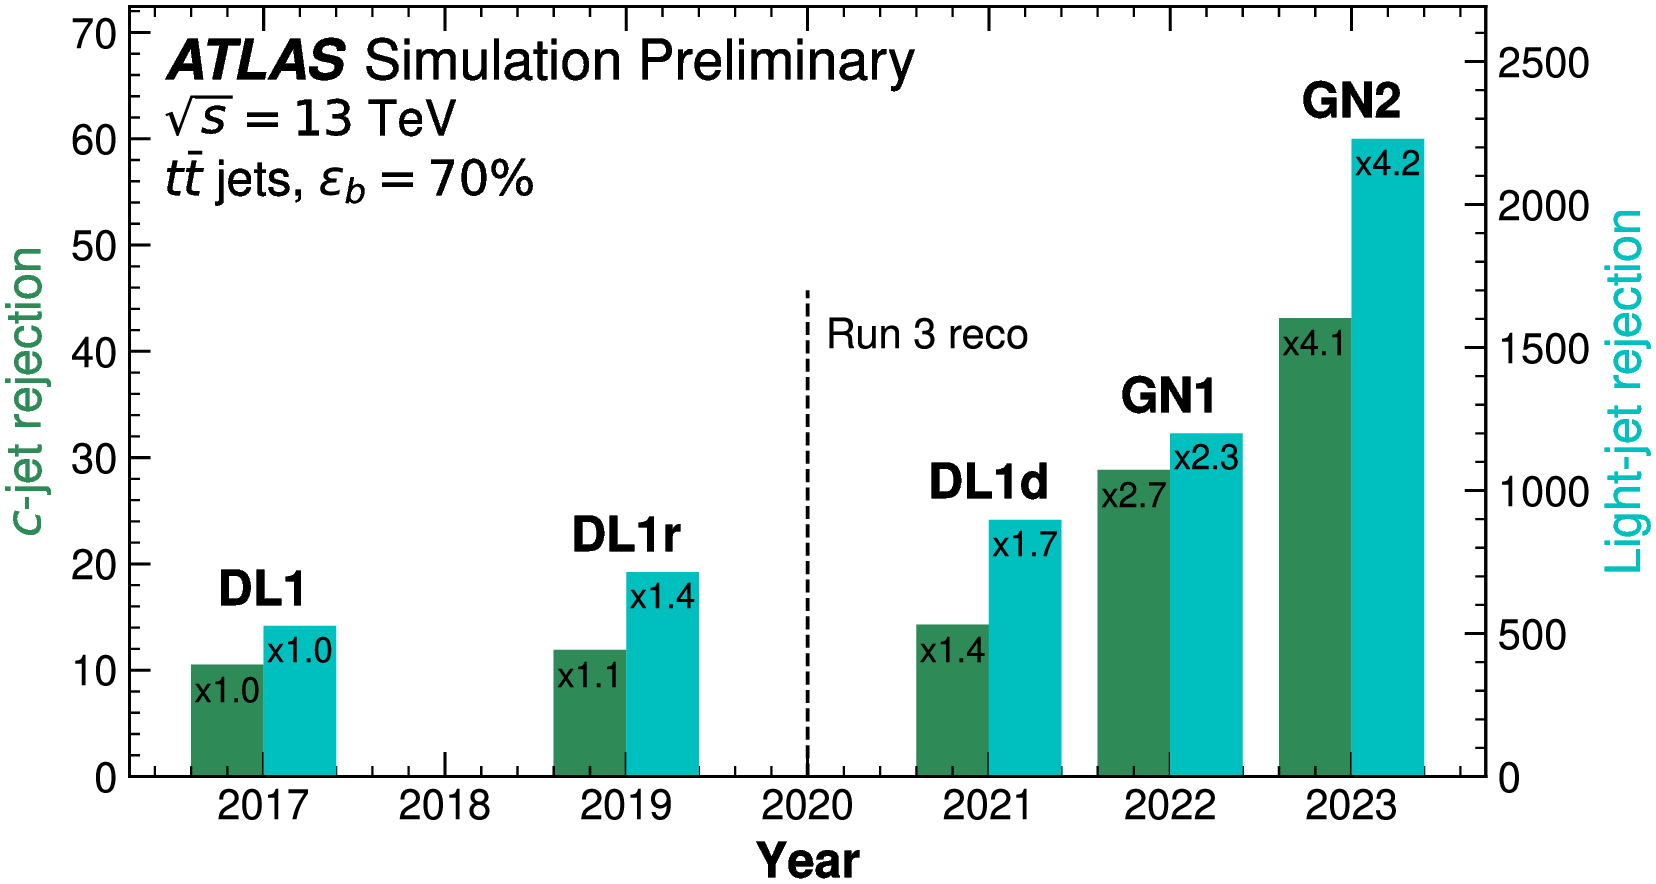 ATLAS Simulation Preliminary
√s = 13 TeV
tt̄ jets, εb = 70%
c-jet rejection
70
60
50
40
30
20
10
0
Light-jet rejection
2500
2000
1500
1000
500
0
DL1
x1.0
x1.0
DL1r
x1.1
x1.4
Run 3 reco
DL1d
x1.4
x1.7
GN1
x2.7
x2.3
GN2
x4.1
x4.2
2017 2018 2019 2020 2021 2022 2023
Year